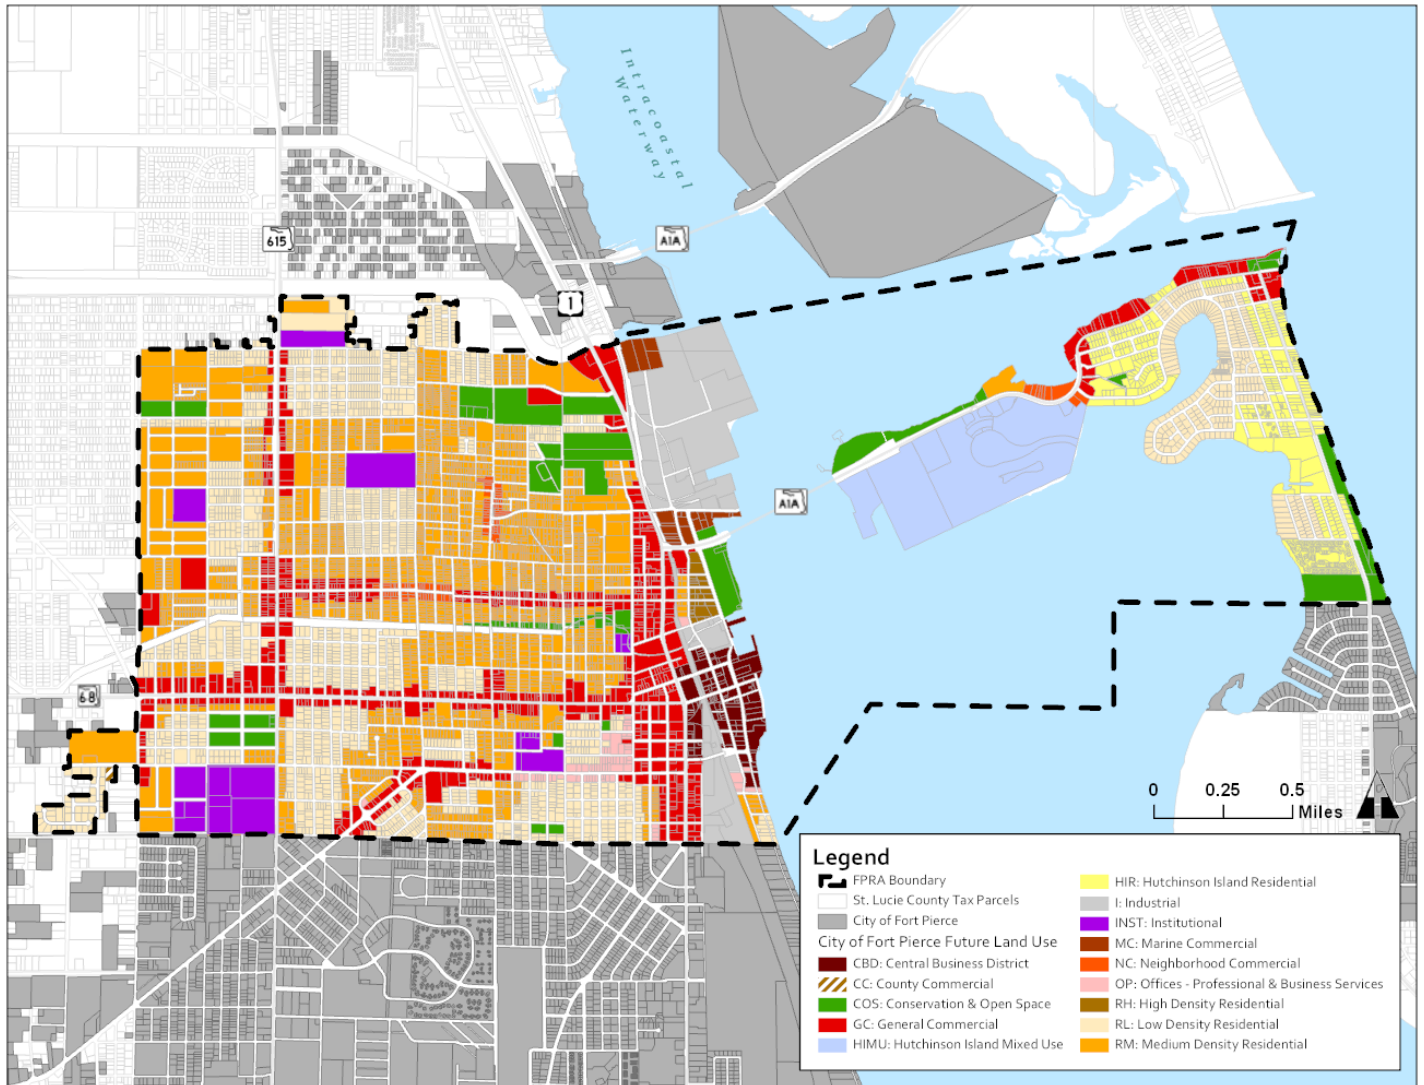 Intracoastal
Waterway
615
A1A
1
A1A
68
0 0.25 0.5
Miles
Legend
FPRA Boundary
St. Lucie County Tax Parcels
City of Fort Pierce
City of Fort Pierce Future Land Use
CBD: Central Business District
CC: County Commercial
COS: Conservation & Open Space
GC: General Commercial
HIMU: Hutchinson Island Mixed Use
HIR: Hutchinson Island Residential
I: Industrial
INST: Institutional
MC: Marine Commercial
NC: Neighborhood Commercial
OP: Offices - Professional & Business Services
RH: High Density Residential
RL: Low Density Residential
RM: Medium Density Residential